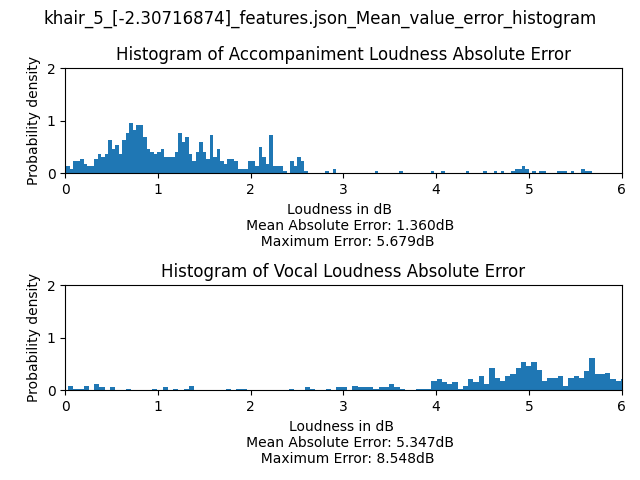 khair_5_[-2.30716874]_features.json_Mean_value_error_histogram
Histogram of Accompaniment Loudness Absolute Error
Probability density
2
1
0
0 1 2 3 4 5 6
Loudness in dB
Mean Absolute Error: 1.360dB
Maximum Error: 5.679dB
Histogram of Vocal Loudness Absolute Error
Probability density
2
1
0
0 1 2 3 4 5 6
Loudness in dB
Mean Absolute Error: 5.347dB
Maximum Error: 8.548dB